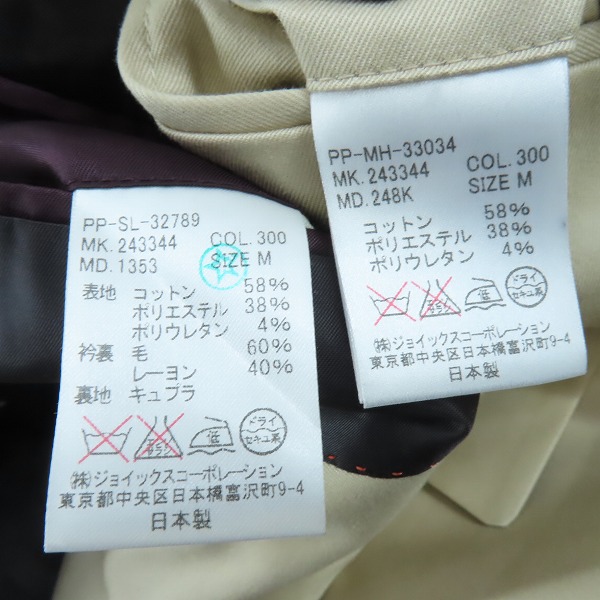 PP-SL-32789
MK. 243344 COL. 300
MD. 1353 SIZE M
表地 コットン 58%
ポリエステル 38%
ポリウレタン 4%
衿裏 毛 60%
レーヨン 40%
裏地 キュプラ
低 ドライ
セキユ系
㈱ジョイックスコーポレーション
東京都中央区日本橋富沢町9-4
日本製
PP-MH-33034
MK. 243344 COL. 300
MD. 248K SIZE M
コットン 58%
ポリエステル 38%
ポリウレタン 4%
低 ドライ
セキユ系
㈱ジョイックスコーポレーション
東京都中央区日本橋富沢町9-4
日本製